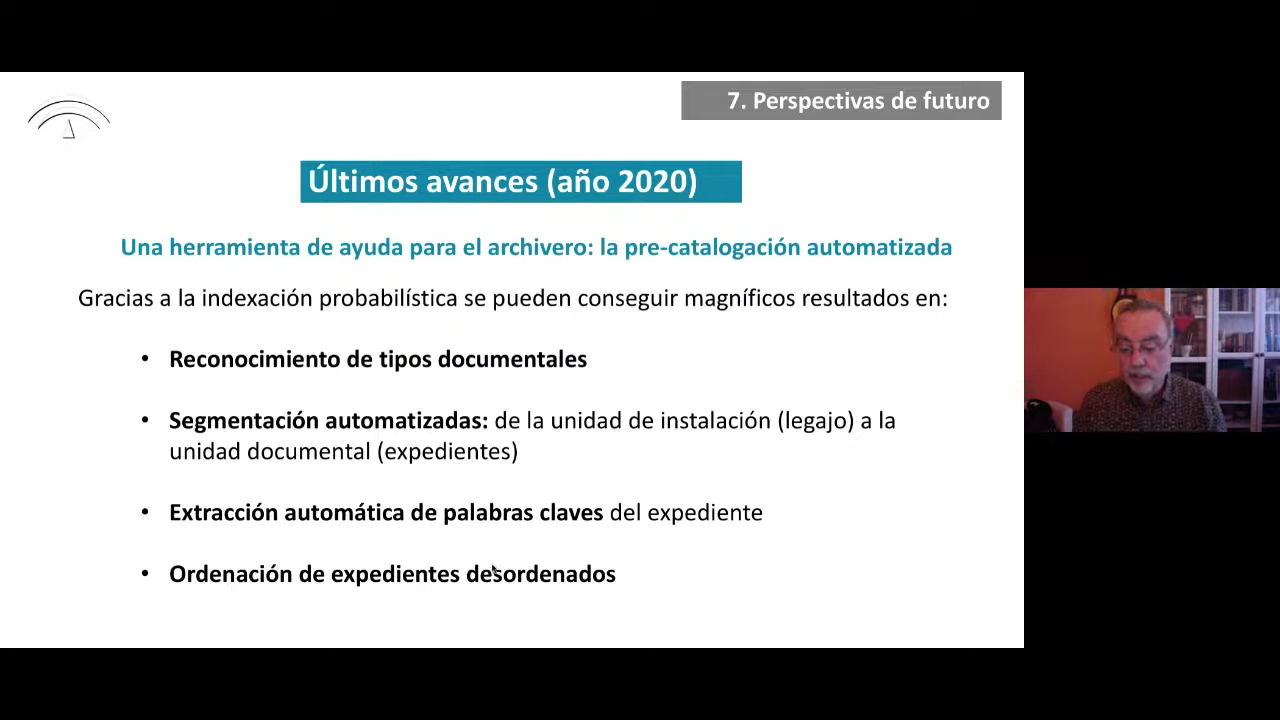 7. Perspectivas de futuro
Últimos avances (año 2020)
Una herramienta de ayuda para el archivero: la pre-catalogación automatizada
Gracias a la indexación probabilística se pueden conseguir magníficos resultados en:
• Reconocimiento de tipos documentales
• Segmentación automatizadas: de la unidad de instalación (legajo) a la
unidad documental (expedientes)
• Extracción automática de palabras claves del expediente
• Ordenación de expedientes desordenados